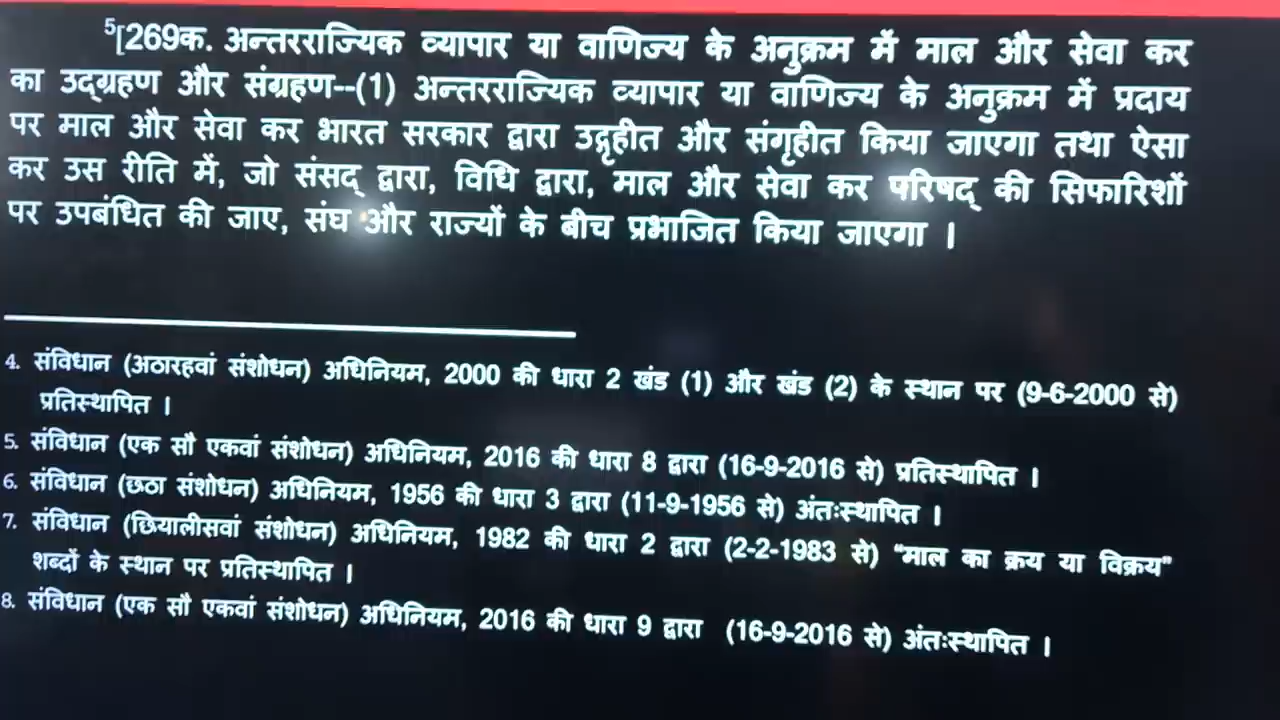 5[269क. अन्तरराज्यिक व्यापार या वाणिज्य के अनुक्रम में माल और सेवा कर
का उद्ग्रहण और संग्रहण--(1) अन्तरराज्यिक व्यापार या वाणिज्य के अनुक्रम में प्रदाय
पर माल और सेवा कर भारत सरकार द्वारा उद्गृहीत और संगृहीत किया जाएगा तथा ऐसा
कर उस रीति में, जो संसद् द्वारा, विधि द्वारा, माल और सेवा कर परिषद् की सिफारिशों
पर उपबंधित की जाए, संघ और राज्यों के बीच प्रभाजित किया जाएगा ।
4. संविधान (अठारहवां संशोधन) अधिनियम, 2000 की धारा 2 खंड (1) और खंड (2) के स्थान पर (9-6-2000 से)
प्रतिस्थापित ।
5. संविधान (एक सौ एकवां संशोधन) अधिनियम, 2016 की धारा 8 द्वारा (16-9-2016 से) प्रतिस्थापित ।
6. संविधान (छठा संशोधन) अधिनियम, 1956 की धारा 3 द्वारा (11-9-1956 से) अंतःस्थापित ।
7. संविधान (छियालीसवां संशोधन) अधिनियम, 1982 की धारा 2 द्वारा (2-2-1983 से) “माल का क्रय या विक्रय”
शब्दों के स्थान पर प्रतिस्थापित ।
8. संविधान (एक सौ एकवां संशोधन) अधिनियम, 2016 की धारा 9 द्वारा (16-9-2016 से) अंतःस्थापित ।